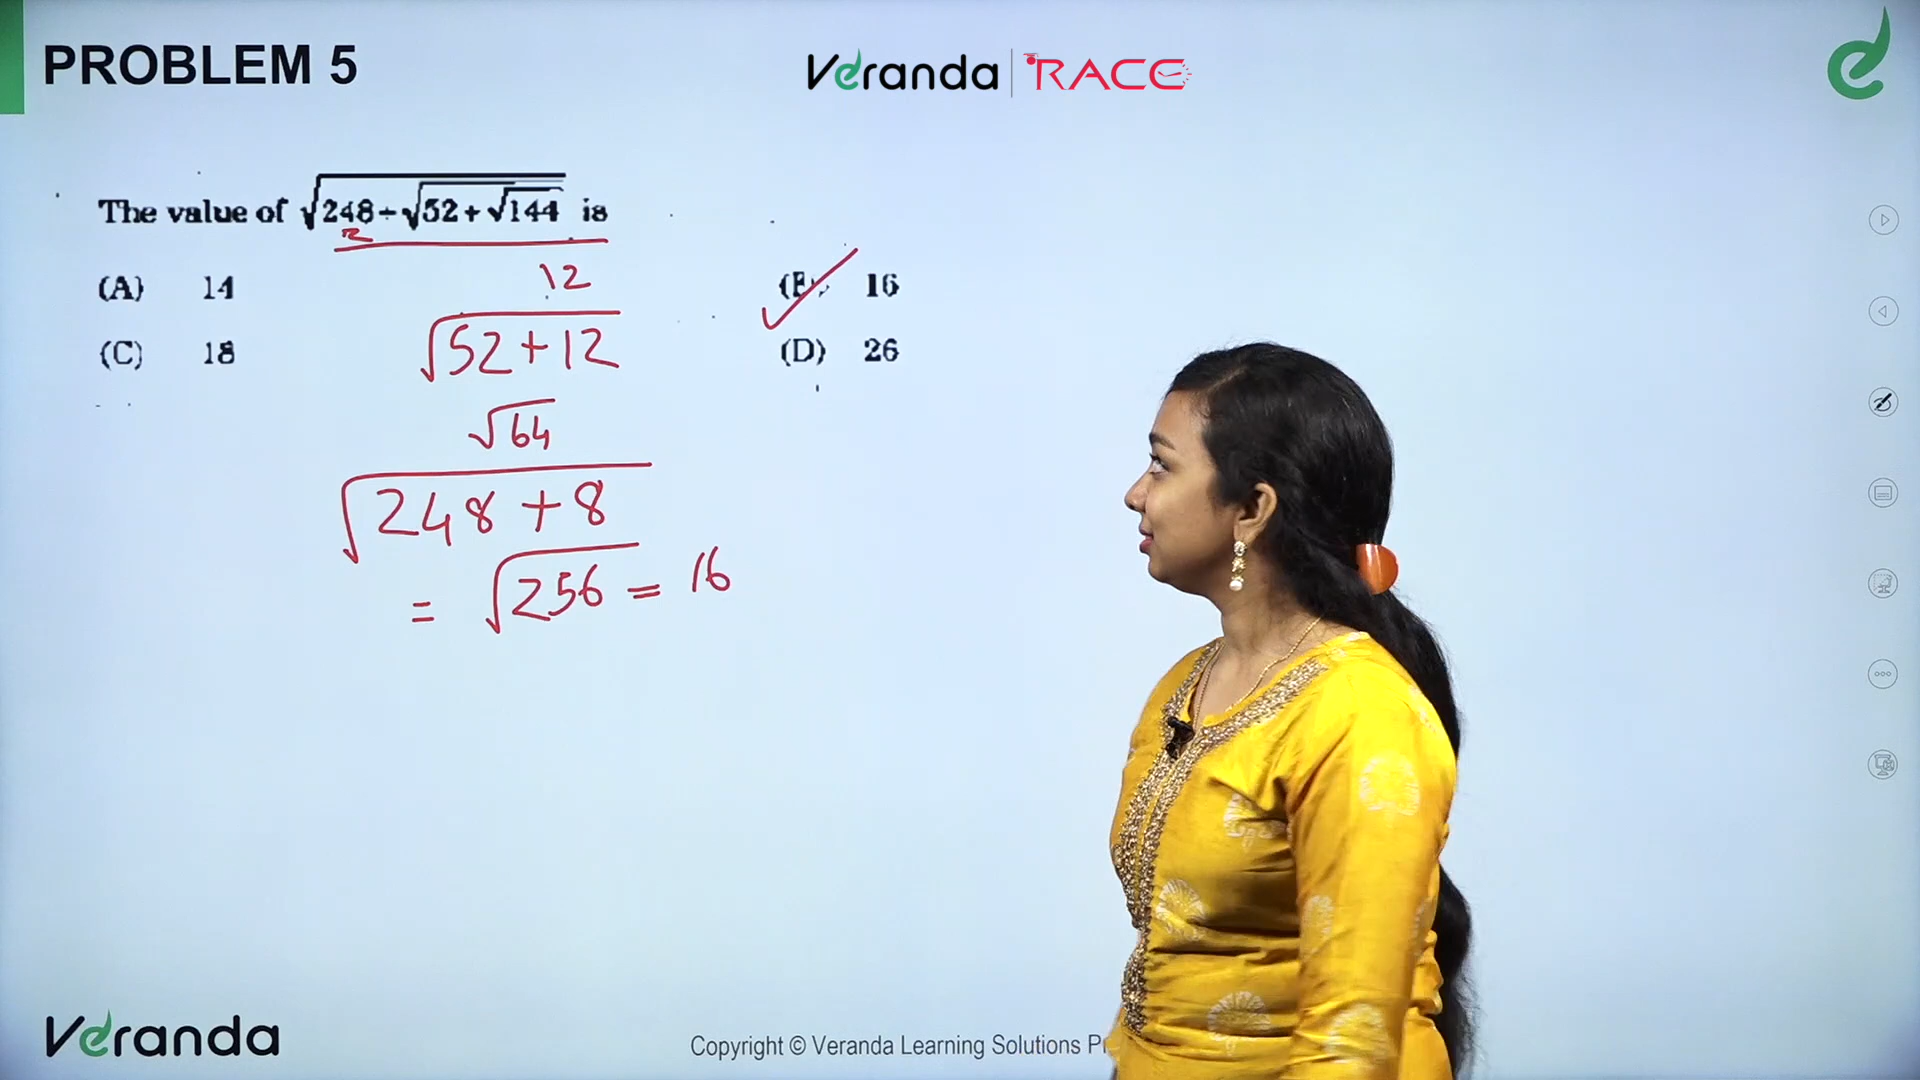 PROBLEM 5
Veranda RACE
The value of √248+√52+√144 is
12
(A) 14
(B) 16
√52+12
(C) 18
(D) 26
√64
√248+8
= √256 = 16
Veranda
Copyright © Veranda Learning Solutions P